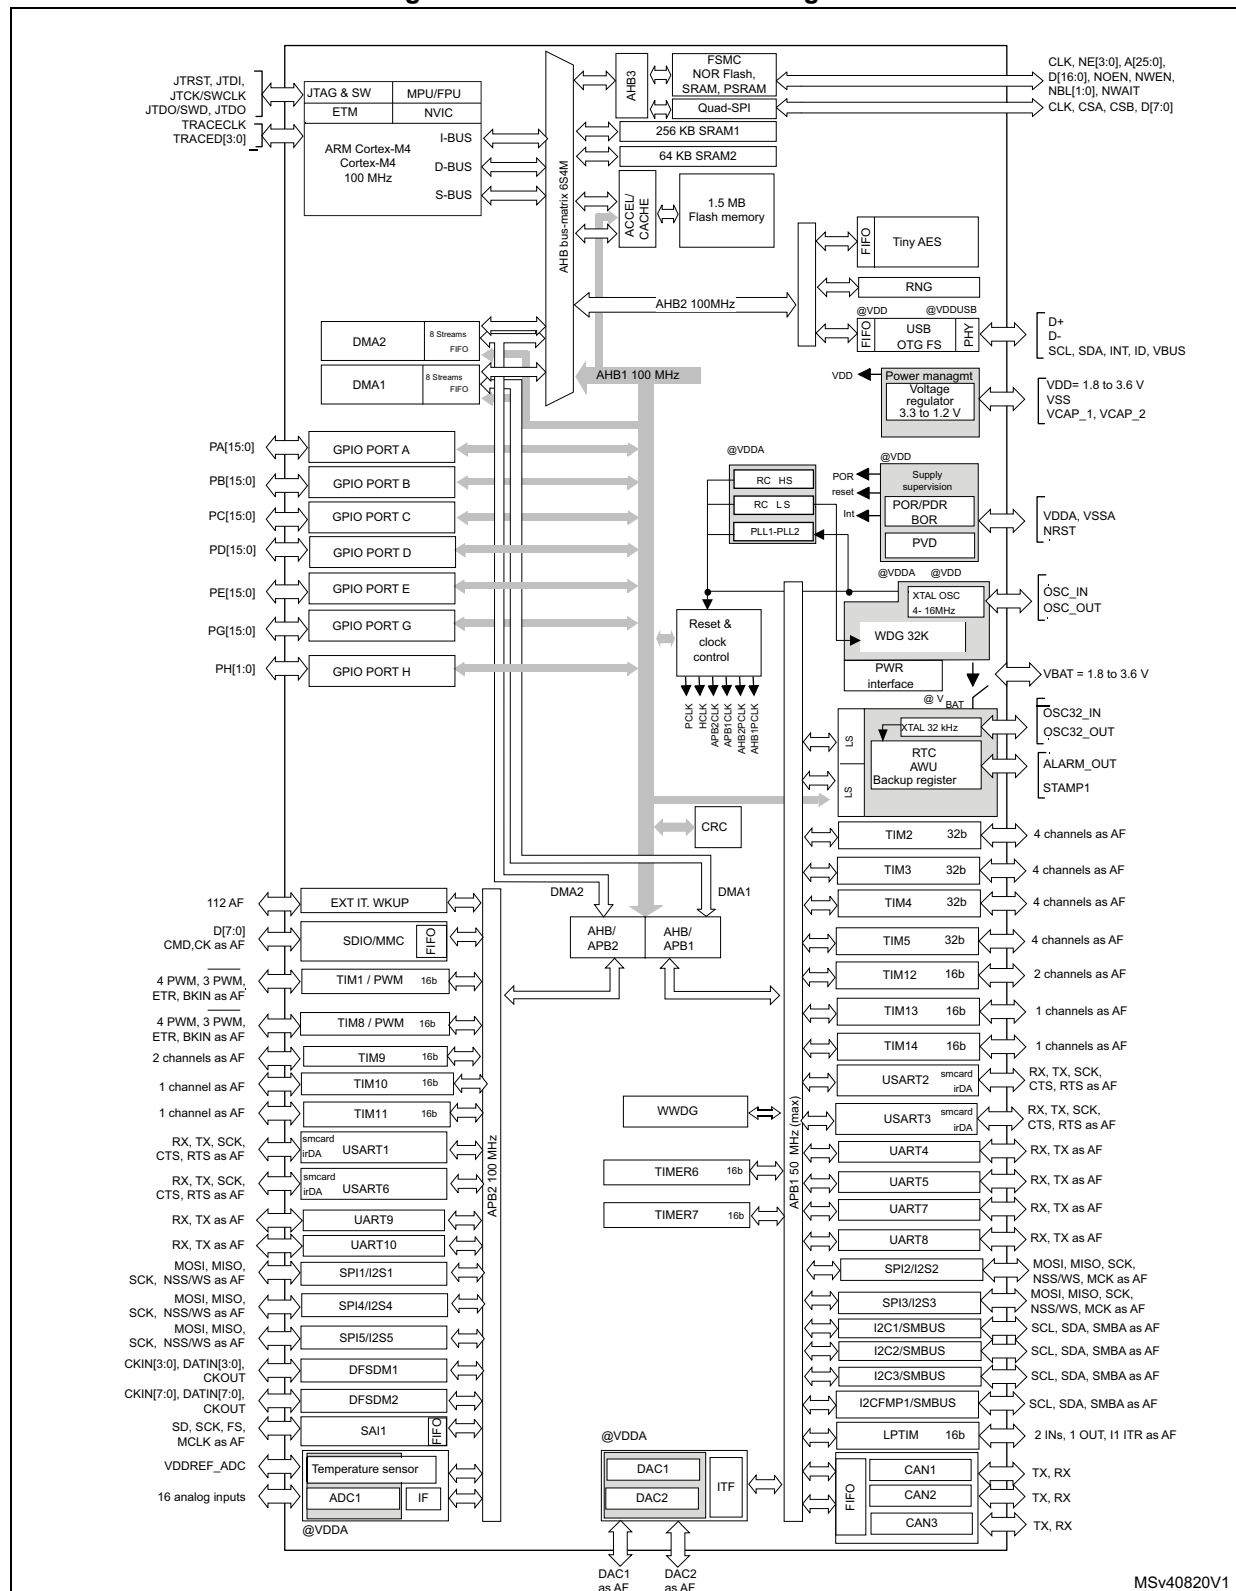 CLK, NE[3:0], A[25:0],
D[16:0], NOEN, NWEN,
NBL[1:0], NWAIT
CLK, CSA, CSB, D[7:0]
FSMC
NOR Flash,
SRAM, PSRAM
Quad-SPI
AHB3
JTRST, JTDI,
JTCK/SWCLK
JTDO/SWD, JTDO
TRACECLK
TRACED[3:0]
JTAG & SW
MPU/FPU
ETM
NVIC
ARM Cortex-M4
Cortex-M4
100 MHz
I-BUS
D-BUS
S-BUS
AHB bus-matrix 6S4M
256 KB SRAM1
64 KB SRAM2
ACCEL/
CACHE
1.5 MB
Flash memory
FIFO
Tiny AES
RNG
AHB2 100MHz
@VDD
@VDDUSB
FIFO
USB
OTG FS
PHY
D+
D-
SCL, SDA, INT, ID, VBUS
DMA2
8 Streams
FIFO
DMA1
8 Streams
FIFO
AHB1 100 MHz
VDD
Power managmt
Voltage
regulator
3.3 to 1.2 V
VDD= 1.8 to 3.6 V
VSS
VCAP_1, VCAP_2
PA[15:0]
GPIO PORT A
PB[15:0]
GPIO PORT B
PC[15:0]
GPIO PORT C
PD[15:0]
GPIO PORT D
PE[15:0]
GPIO PORT E
PG[15:0]
GPIO PORT G
PH[1:0]
GPIO PORT H
@VDDA
RC HS
RC LS
PLL1-PLL2
@VDD
POR
reset
Int
Supply
supervision
POR/PDR
BOR
PVD
VDDA, VSSA
NRST
@VDDA
@VDD
XTAL OSC
4- 16MHz
OSC_IN
OSC_OUT
WDG 32K
PWR
interface
Reset &
clock
control
PCLK
HCLK
APB2CLK
APB1CLK
AHB2PCLK
AHB1PCLK
VBAT = 1.8 to 3.6 V
@ VBAT
LS
LS
XTAL 32 kHz
RTC
AWU
Backup register
OSC32_IN
OSC32_OUT
ALARM_OUT
STAMP1
CRC
DMA2
DMA1
AHB/
APB2
AHB/
APB1
112 AF
EXT IT. WKUP
D[7:0]
CMD,CK as AF
SDIO/MMC
FIFO
4 PWM, 3 PWM,
ETR, BKIN as AF
TIM1 / PWM 16b
4 PWM, 3 PWM,
ETR, BKIN as AF
TIM8 / PWM 16b
2 channels as AF
TIM9 16b
1 channel as AF
TIM10 16b
1 channel as AF
TIM11 16b
RX, TX, SCK,
CTS, RTS as AF
smcard
irDA
USART1
RX, TX, SCK,
CTS, RTS as AF
smcard
irDA
USART6
RX, TX as AF
UART9
RX, TX as AF
UART10
MOSI, MISO,
SCK, NSS/WS as AF
SPI1/I2S1
MOSI, MISO,
SCK, NSS/WS as AF
SPI4/I2S4
MOSI, MISO,
SCK, NSS/WS as AF
SPI5/I2S5
CKIN[3:0], DATIN[3:0],
CKOUT
DFSDM1
CKIN[7:0], DATIN[7:0],
CKOUT
DFSDM2
SD, SCK, FS,
MCLK as AF
SAI1
FIFO
VDDREF_ADC
Temperature sensor
16 analog inputs
ADC1
IF
@VDDA
APB2 100 MHz
WWDG
TIMER6 16b
TIMER7 16b
@VDDA
DAC1
DAC2
ITF
DAC1
as AF
DAC2
as AF
APB1 50 MHz (max)
TIM2 32b
4 channels as AF
TIM3 32b
4 channels as AF
TIM4 32b
4 channels as AF
TIM5 32b
4 channels as AF
TIM12 16b
2 channels as AF
TIM13 16b
1 channels as AF
TIM14 16b
1 channels as AF
USART2
smcard
irDA
RX, TX, SCK,
CTS, RTS as AF
USART3
smcard
irDA
RX, TX, SCK,
CTS, RTS as AF
UART4
RX, TX as AF
UART5
RX, TX as AF
UART7
RX, TX as AF
UART8
RX, TX as AF
SPI2/I2S2
MOSI, MISO, SCK,
NSS/WS, MCK as AF
SPI3/I2S3
MOSI, MISO, SCK,
NSS/WS, MCK as AF
I2C1/SMBUS
SCL, SDA, SMBA as AF
I2C2/SMBUS
SCL, SDA, SMBA as AF
I2C3/SMBUS
SCL, SDA, SMBA as AF
I2CFMP1/SMBUS
SCL, SDA, SMBA as AF
LPTIM 16b
2 INs, 1 OUT, I1 ITR as AF
FIFO
CAN1
TX, RX
CAN2
TX, RX
CAN3
TX, RX
MSv40820V1